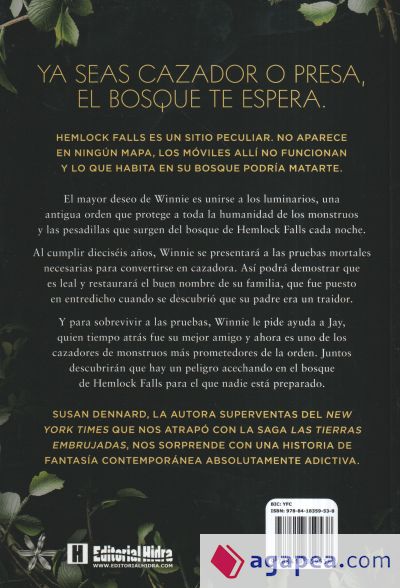 YA SEAS CAZADOR O PRESA,
EL BOSQUE TE ESPERA.
HEMLOCK FALLS ES UN SITIO PECULIAR. NO APARECE
EN NINGÚN MAPA, LOS MÓVILES ALLÍ NO FUNCIONAN
Y LO QUE HABITA EN SU BOSQUE PODRÍA MATARTE.
El mayor deseo de Winnie es unirse a los luminarios, una
antigua orden que protege a toda la humanidad de los monstruos
y las pesadillas que surgen del bosque de Hemlock Falls cada noche.
Al cumplir dieciséis años, Winnie se presentará a las pruebas mortales
necesarias para convertirse en cazadora. Así podrá demostrar que
es leal y restaurará el buen nombre de su familia, que fue puesto
en entredicho cuando se descubrió que su padre era un traidor.
Y para sobrevivir a las pruebas, Winnie le pide ayuda a Jay,
quien tiempo atrás fue su mejor amigo y ahora es uno de los
cazadores de monstruos más prometedores de la orden. Juntos
descubrirán que hay un peligro acechando en el bosque
de Hemlock Falls para el que nadie está preparado.
SUSAN DENNARD, LA AUTORA SUPERVENTAS DEL NEW
YORK TIMES QUE NOS ATRAPÓ CON LA SAGA LAS TIERRAS
EMBRUJADAS, NOS SORPRENDE CON UNA HISTORIA DE
FANTASÍA CONTEMPORÁNEA ABSOLUTAMENTE ADICTIVA.
BIC: YFC
ISBN: 978-84-18359-53-8
H Editorial Hidra
WWW.EDITORIALHIDRA.COM
agapea.com